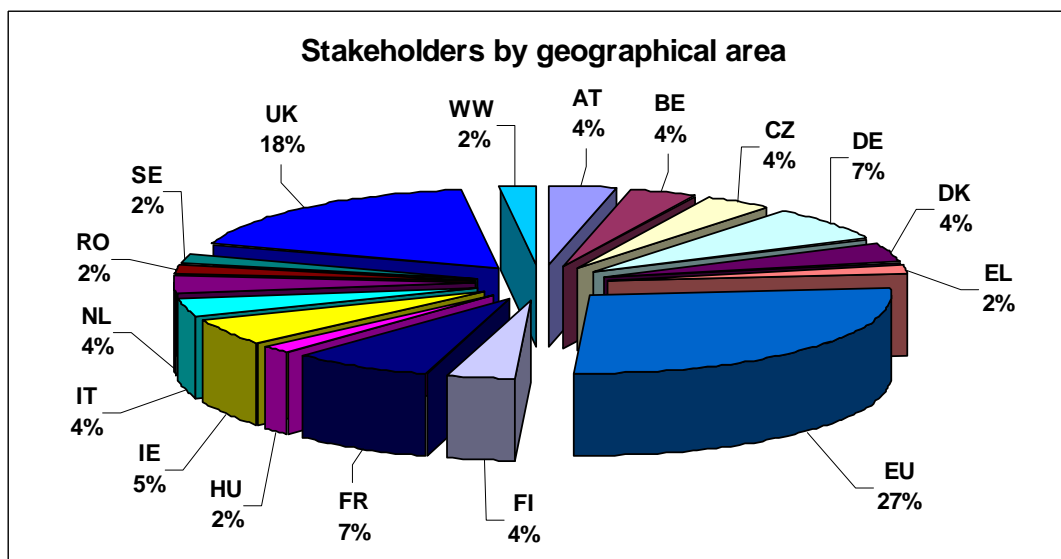 Stakeholders by geographical area
WW
2%
AT
4%
BE
4%
CZ
4%
DE
7%
DK
4%
EL
2%
EU
27%
FI
4%
FR
7%
HU
2%
IE
5%
IT
4%
NL
4%
RO
2%
SE
2%
UK
18%